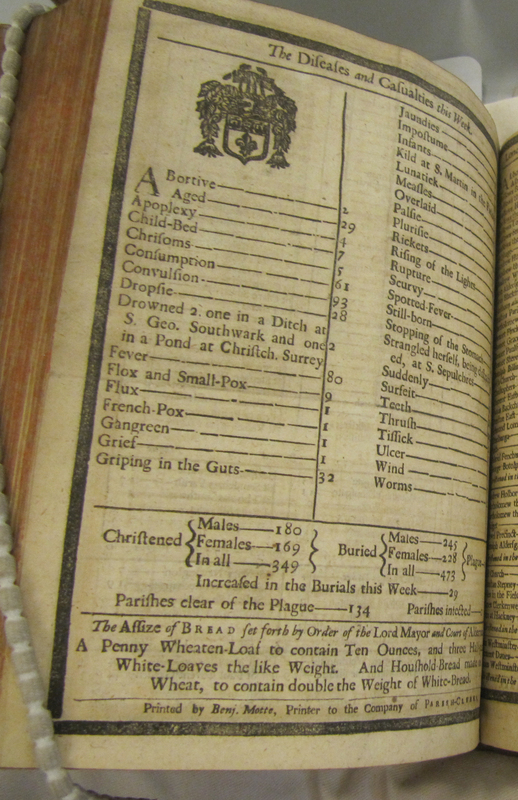 The Diſeaſes and Caſualties this Week.
ABortive—2
Aged—29
Apoplexy—4
Child-Bed—7
Chriſoms—5
Conſumption—61
Convulſion—93
Dropſie—28
Drowned 2. one in a Ditch at
S. Geo. Southwark and one
in a Pond at Chriſtch. Surrey 2
Fever—80
Flox and Small-Pox—9
Flux—1
French-Pox—1
Gangreen—1
Grief—1
Griping in the Guts—32
Jaundies—
Impoſtume—
Infants—
Kild at S. Martin in the
Lunatick—
Meaſles—
Overlaid—
Palſie—
Pluriſie—
Rickets—
Riſing of the Lights
Rupture—
Scurvy—
Spotted-Fever—
Still-born—
Stopping of the Stomach
Strangled herſelf, being
ed, at S. Sepulchres
Suddenly—
Surfeit—
Teeth—
Thruſh—
Tiſſick—
Ulcer—
Wind—
Worms—
Chriſtened Males—180 Females—169 In all—349
Buried Males—245 Females—228 In all—473 Plague
Increaſed in the Burials this Week—29
Pariſhes clear of the Plague—134 Pariſhes infected—
The Aſſize of BREAD ſet forth by Order of the Lord Mayor and Court of
A Penny Wheaten-Loaf to contain Ten Ounces, and three
White-Loaves the like Weight. And Houſhold-Bread
Wheat, to contain double the Weight of White-Bread.
Printed by Benj. Motte, Printer to the Company of PARISH-